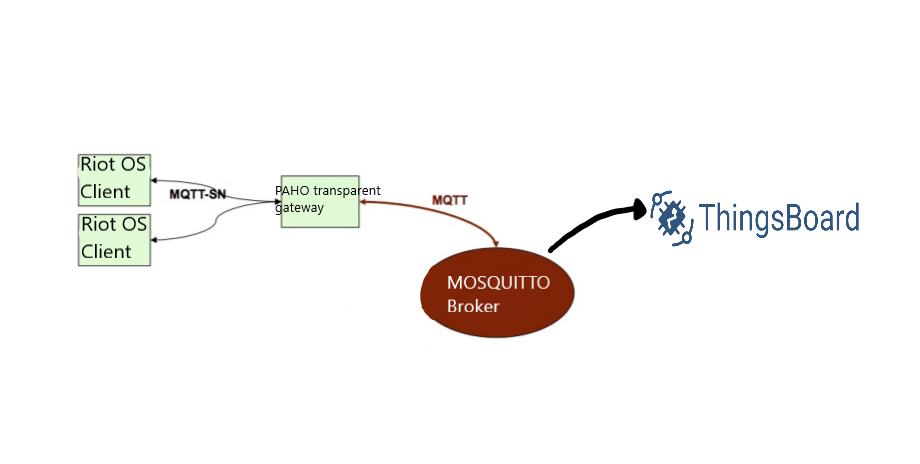 Riot OS
Client
MQTT-SN
Riot OS
Client
PAHO transparent
gateway
MQTT
MOSQUITTO
Broker
ThingsBoard